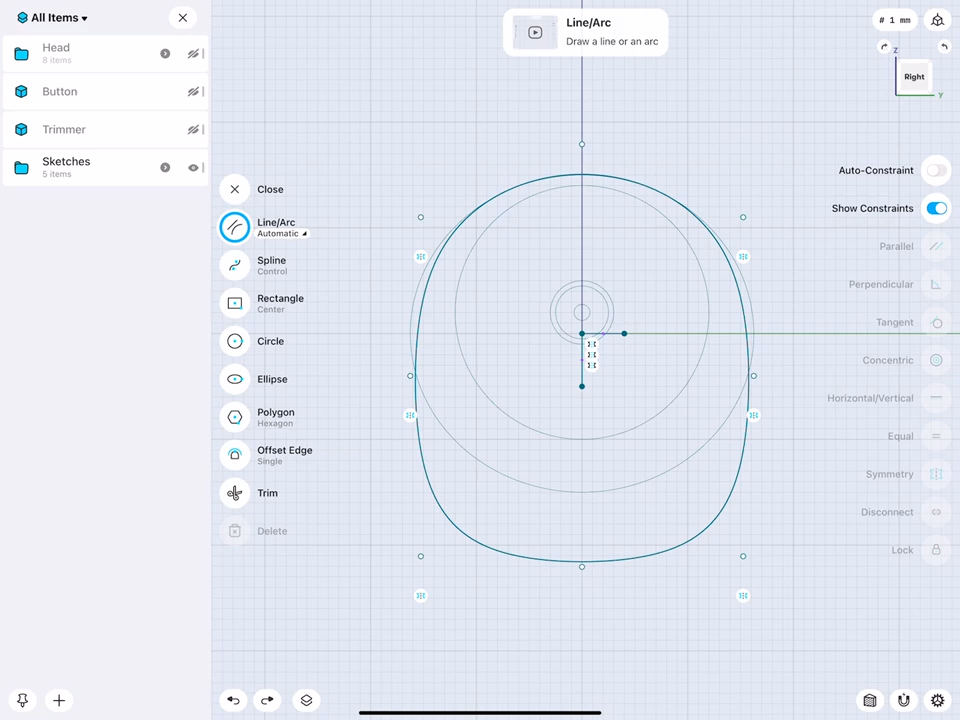 All Items
Head
8 items
Button
Trimmer
Sketches
5 items
Line/Arc
Draw a line or an arc
# 1 mm
Z
Right
y
Close
Line/Arc
Automatic
Spline
Control
Rectangle
Center
Circle
Ellipse
Polygon
Hexagon
Offset Edge
Single
Trim
Delete
Auto-Constraint
Show Constraints
Parallel
Perpendicular
Tangent
Concentric
Horizontal/Vertical
Equal
Symmetry
Disconnect
Lock